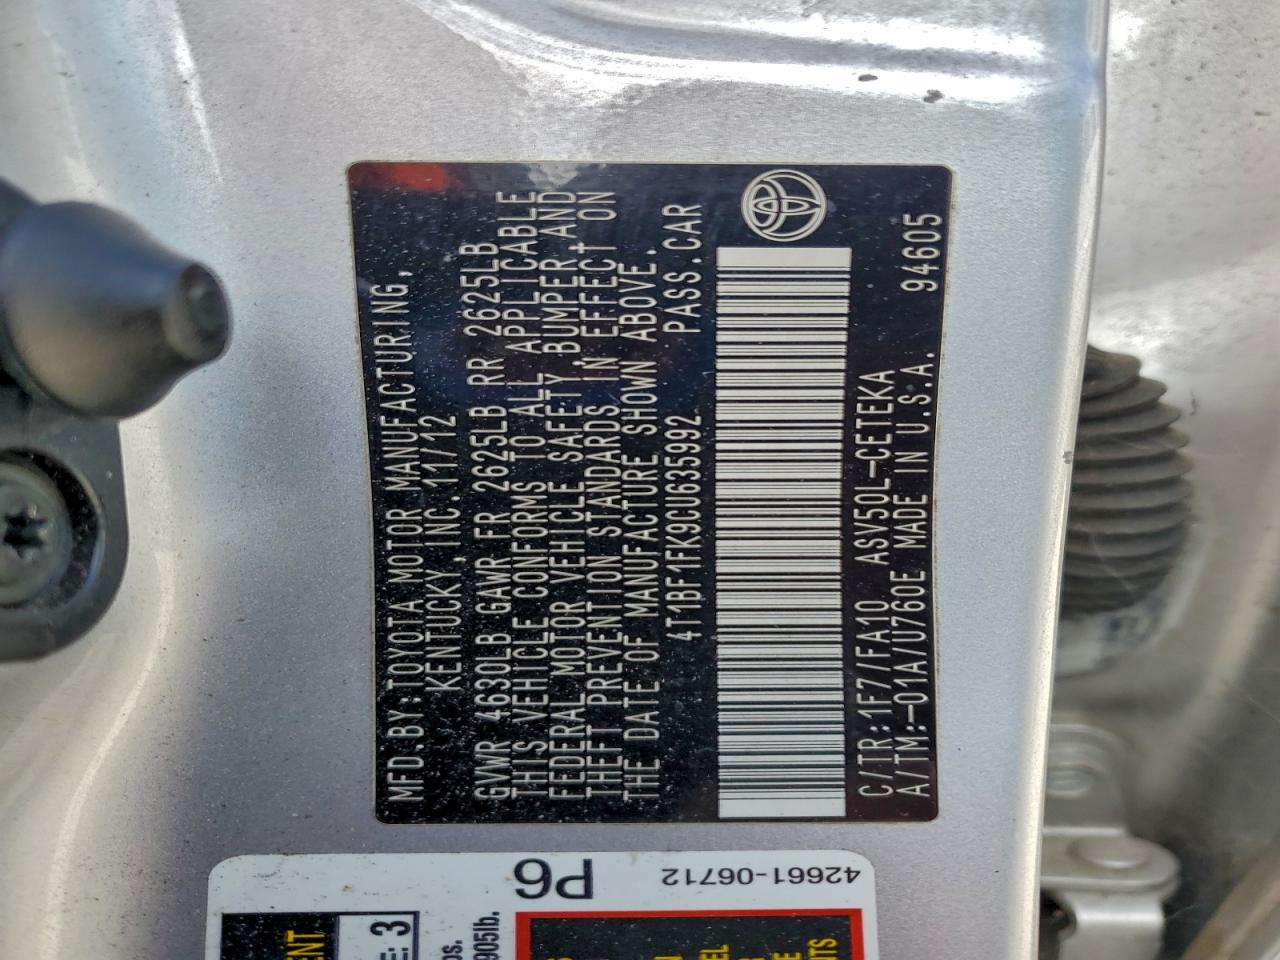 MFD.BY:TOYOTA MOTOR MANUFACTURING,
KENTUCKY, INC. 11/12
GVWR 4630LB GAWR FR 2625LB RR 2625LB
THIS VEHICLE CONFORMS TO ALL APPLICABLE
FEDERAL MOTOR VEHICLE SAFETY, BUMPER, AND
THEFT PREVENTION STANDARDS IN EFFECT ON
THE DATE OF MANUFACTURE SHOWN ABOVE.
4T1BF1FK9CU635992 PASS.CAR
C/TR:1F7/FA10 ASV50L-CETEKA
A/TM:-01A/U760E MADE IN U.S.A. 94605
P6
42661-06712
3
905lb.